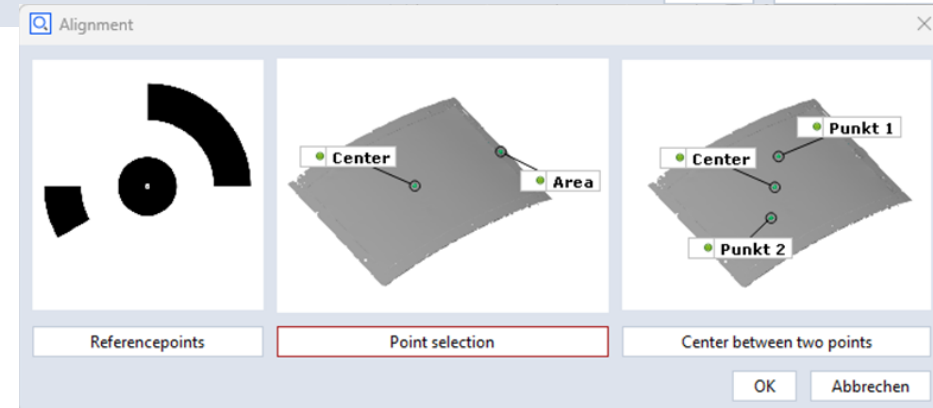 Alignment
Center
Area
Punkt 1
Center
Punkt 2
Referencepoints
Point selection
Center between two points
OK
Abbrechen